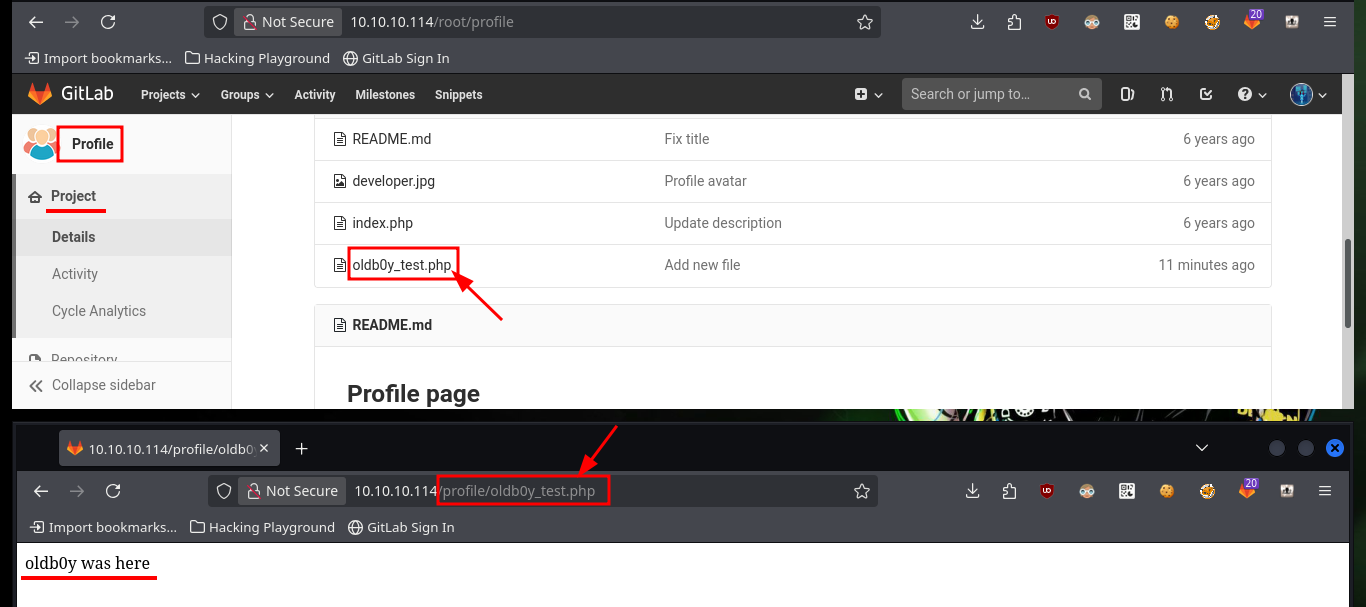 Not Secure 10.10.10.114/root/profile 20
Import bookmarks... Hacking Playground GitLab Sign In
GitLab Projects Groups Activity Milestones Snippets Search or jump to...
Profile
README.md Fix title 6 years ago
developer.jpg Profile avatar 6 years ago
Project
index.php Update description 6 years ago
Details
oldb0y_test.php Add new file 11 minutes ago
Activity
Cycle Analytics
README.md
Repository
Collapse sidebar
Profile page
10.10.10.114/profile/oldb0
Not Secure 10.10.10.114/profile/oldb0y_test.php 20
Import bookmarks... Hacking Playground GitLab Sign In
oldb0y was here